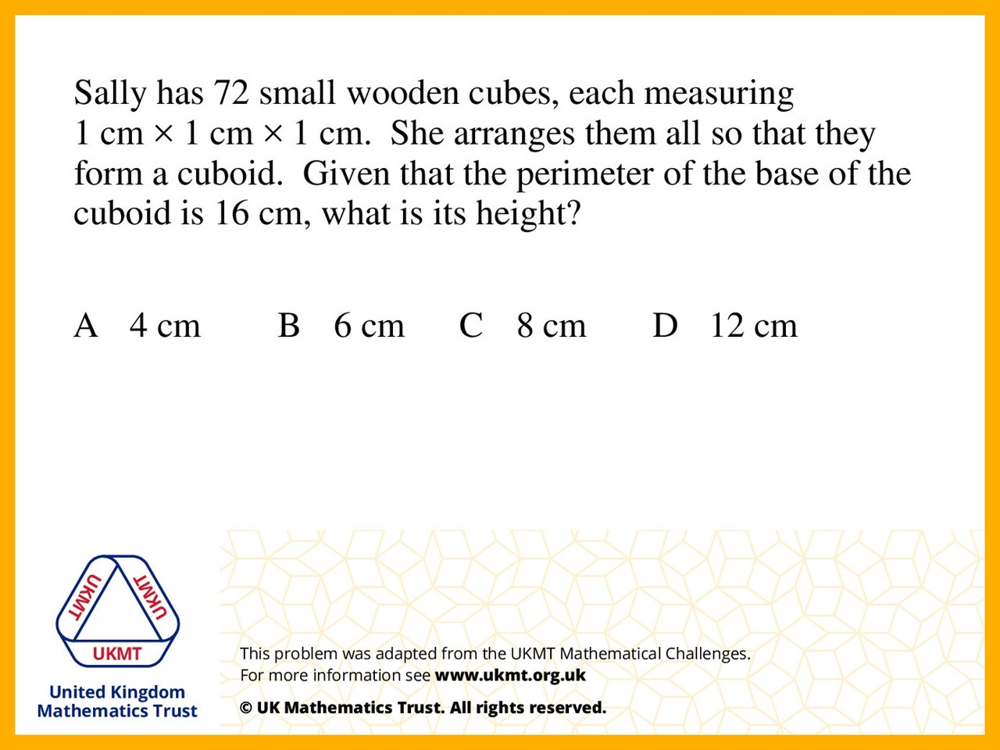 Sally has 72 small wooden cubes, each measuring
1 cm × 1 cm × 1 cm. She arranges them all so that they
form a cuboid. Given that the perimeter of the base of the
cuboid is 16 cm, what is its height?
A 4 cm B 6 cm C 8 cm D 12 cm
UKMT UKMT
UKMT
United Kingdom
Mathematics Trust
This problem was adapted from the UKMT Mathematical Challenges.
For more information see www.ukmt.org.uk
© UK Mathematics Trust. All rights reserved.